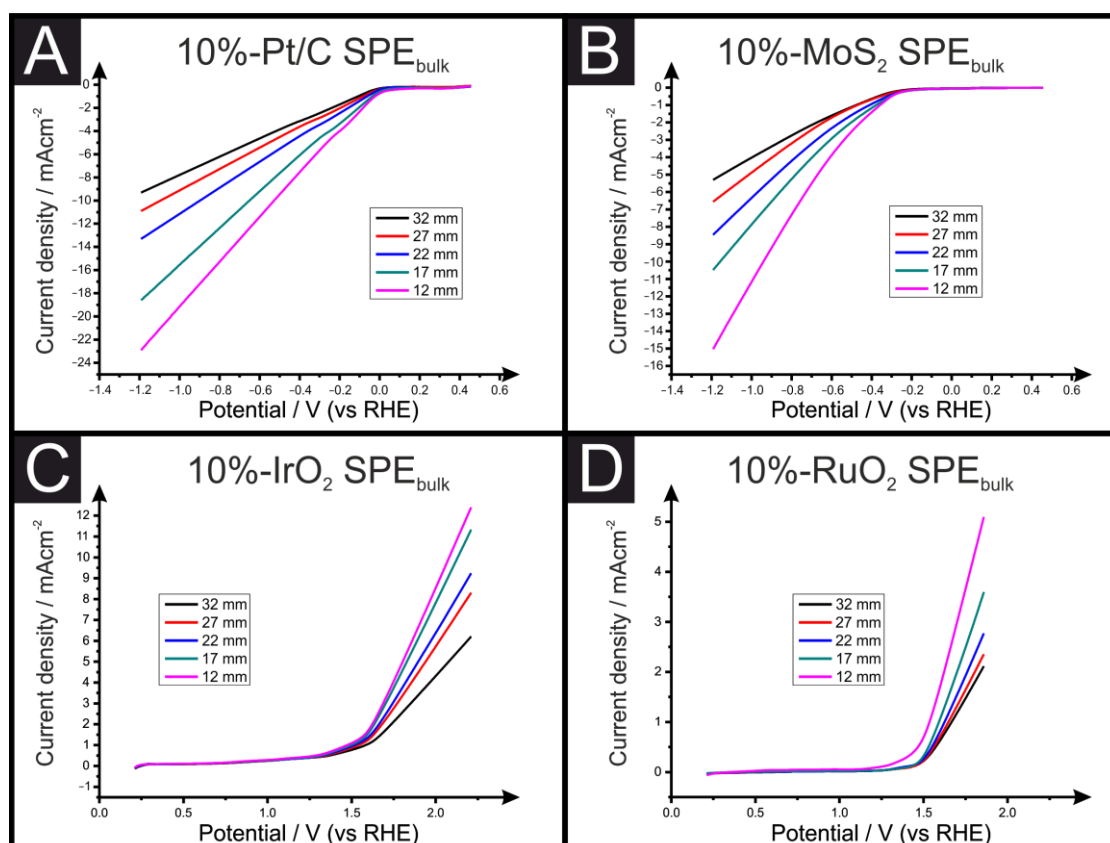 A
10%-Pt/C SPEbulk
0
−2
−4
−6
−8
−10
−12
−14
−16
−18
−20
−22
−24
−25
Current density / mAcm⁻²
32 mm
27 mm
22 mm
17 mm
12 mm
−1.4 −1.2 −1.0 −0.8 −0.6 −0.4 −0.2 0.0 0.2 0.4 0.6
Potential / V (vs RHE)
B
10%-MoS₂ SPEbulk
0
−1
−2
−3
−4
−5
−6
−7
−8
−9
−10
−11
−12
−13
−14
−15
−16
Current density / mAcm⁻²
32 mm
27 mm
22 mm
17 mm
12 mm
−1.4 −1.2 −1.0 −0.8 −0.6 −0.4 −0.2 0.0 0.2 0.4 0.6
Potential / V (vs RHE)
C
10%-IrO₂ SPEbulk
12
11
10
9
8
7
6
5
4
3
2
1
0
−1
Current density / mAcm⁻²
32 mm
27 mm
22 mm
17 mm
12 mm
0.0 0.5 1.0 1.5 2.0
Potential / V (vs RHE)
D
10%-RuO₂ SPEbulk
5
4
3
2
1
0
Current density / mAcm⁻²
32 mm
27 mm
22 mm
17 mm
12 mm
0.0 0.5 1.0 1.5 2.0
Potential / V (vs RHE)